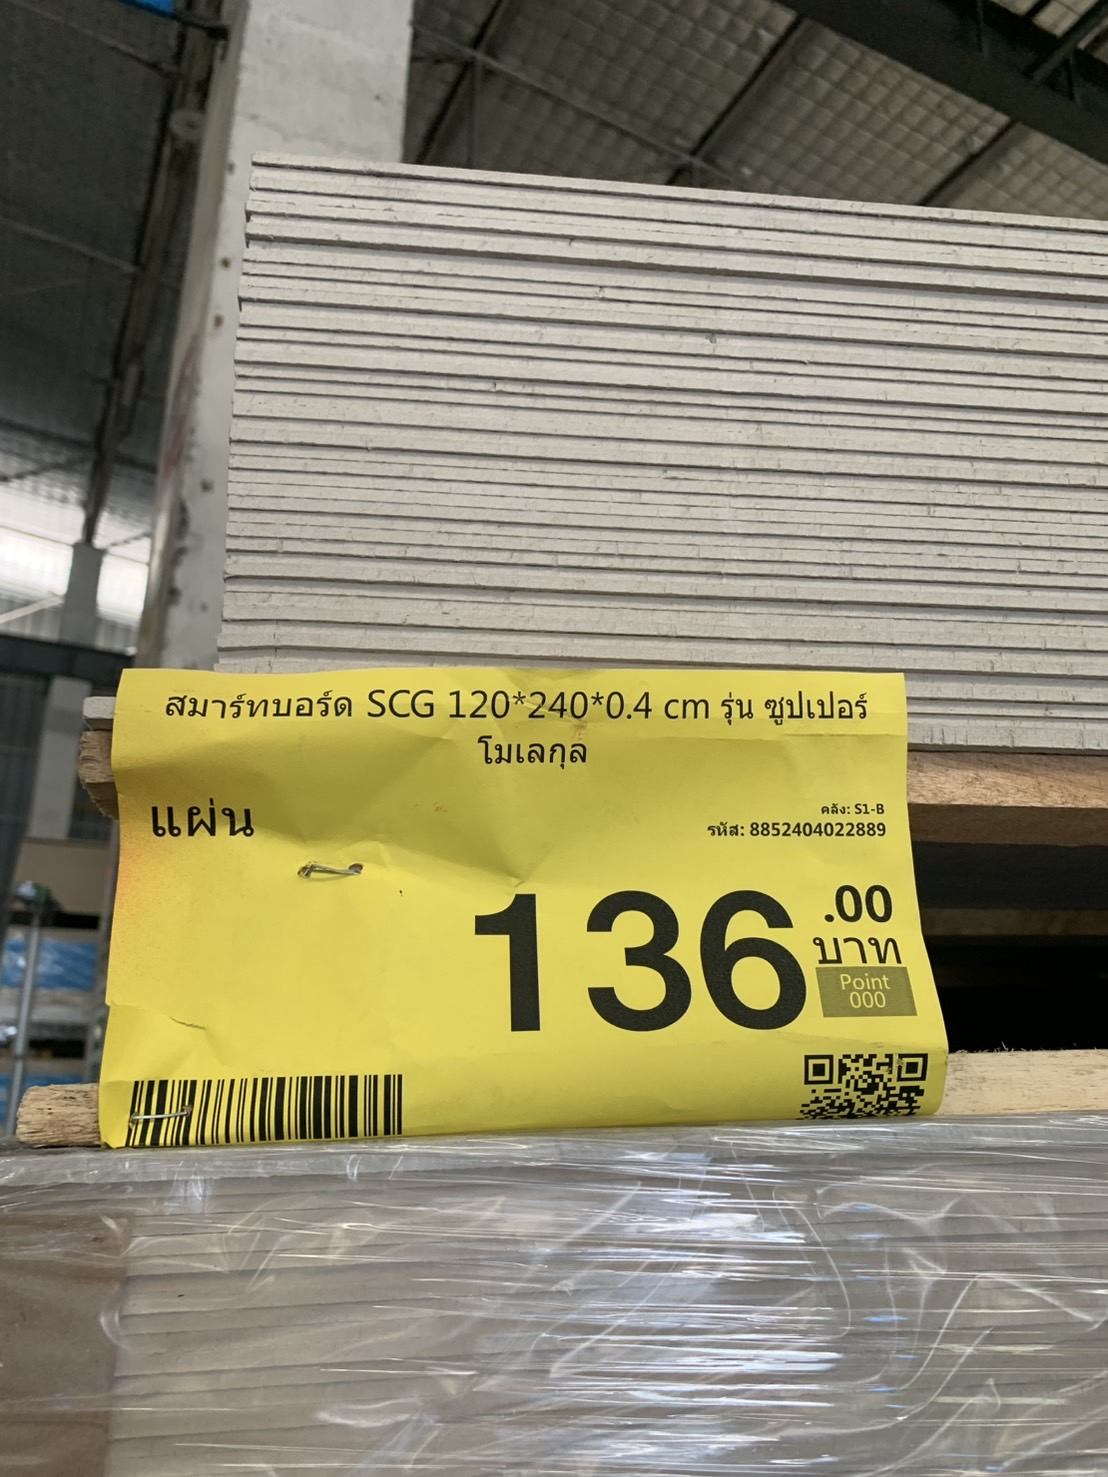 สมาร์ทบอร์ด SCG 120*240*0.4 cm รุ่น ซูปเปอร์
โมเลกุล
แผ่น
คลัง: S1-B
รหัส: 8852404022889
136.00
บาท
Point
000